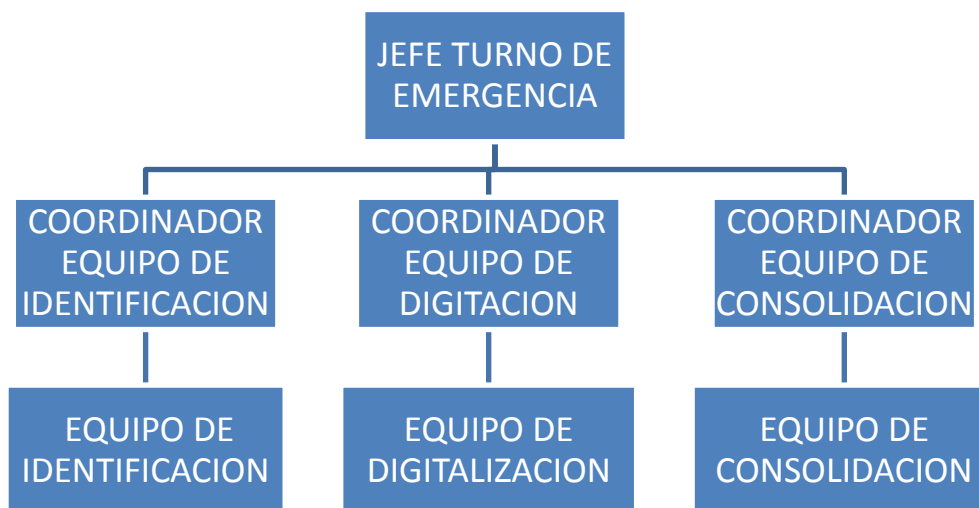 JEFE TURNO DE
EMERGENCIA
COORDINADOR
EQUIPO DE
IDENTIFICACION
COORDINADOR
EQUIPO DE
DIGITACION
COORDINADOR
EQUIPO DE
CONSOLIDACION
EQUIPO DE
IDENTIFICACION
EQUIPO DE
DIGITALIZACION
EQUIPO DE
CONSOLIDACION